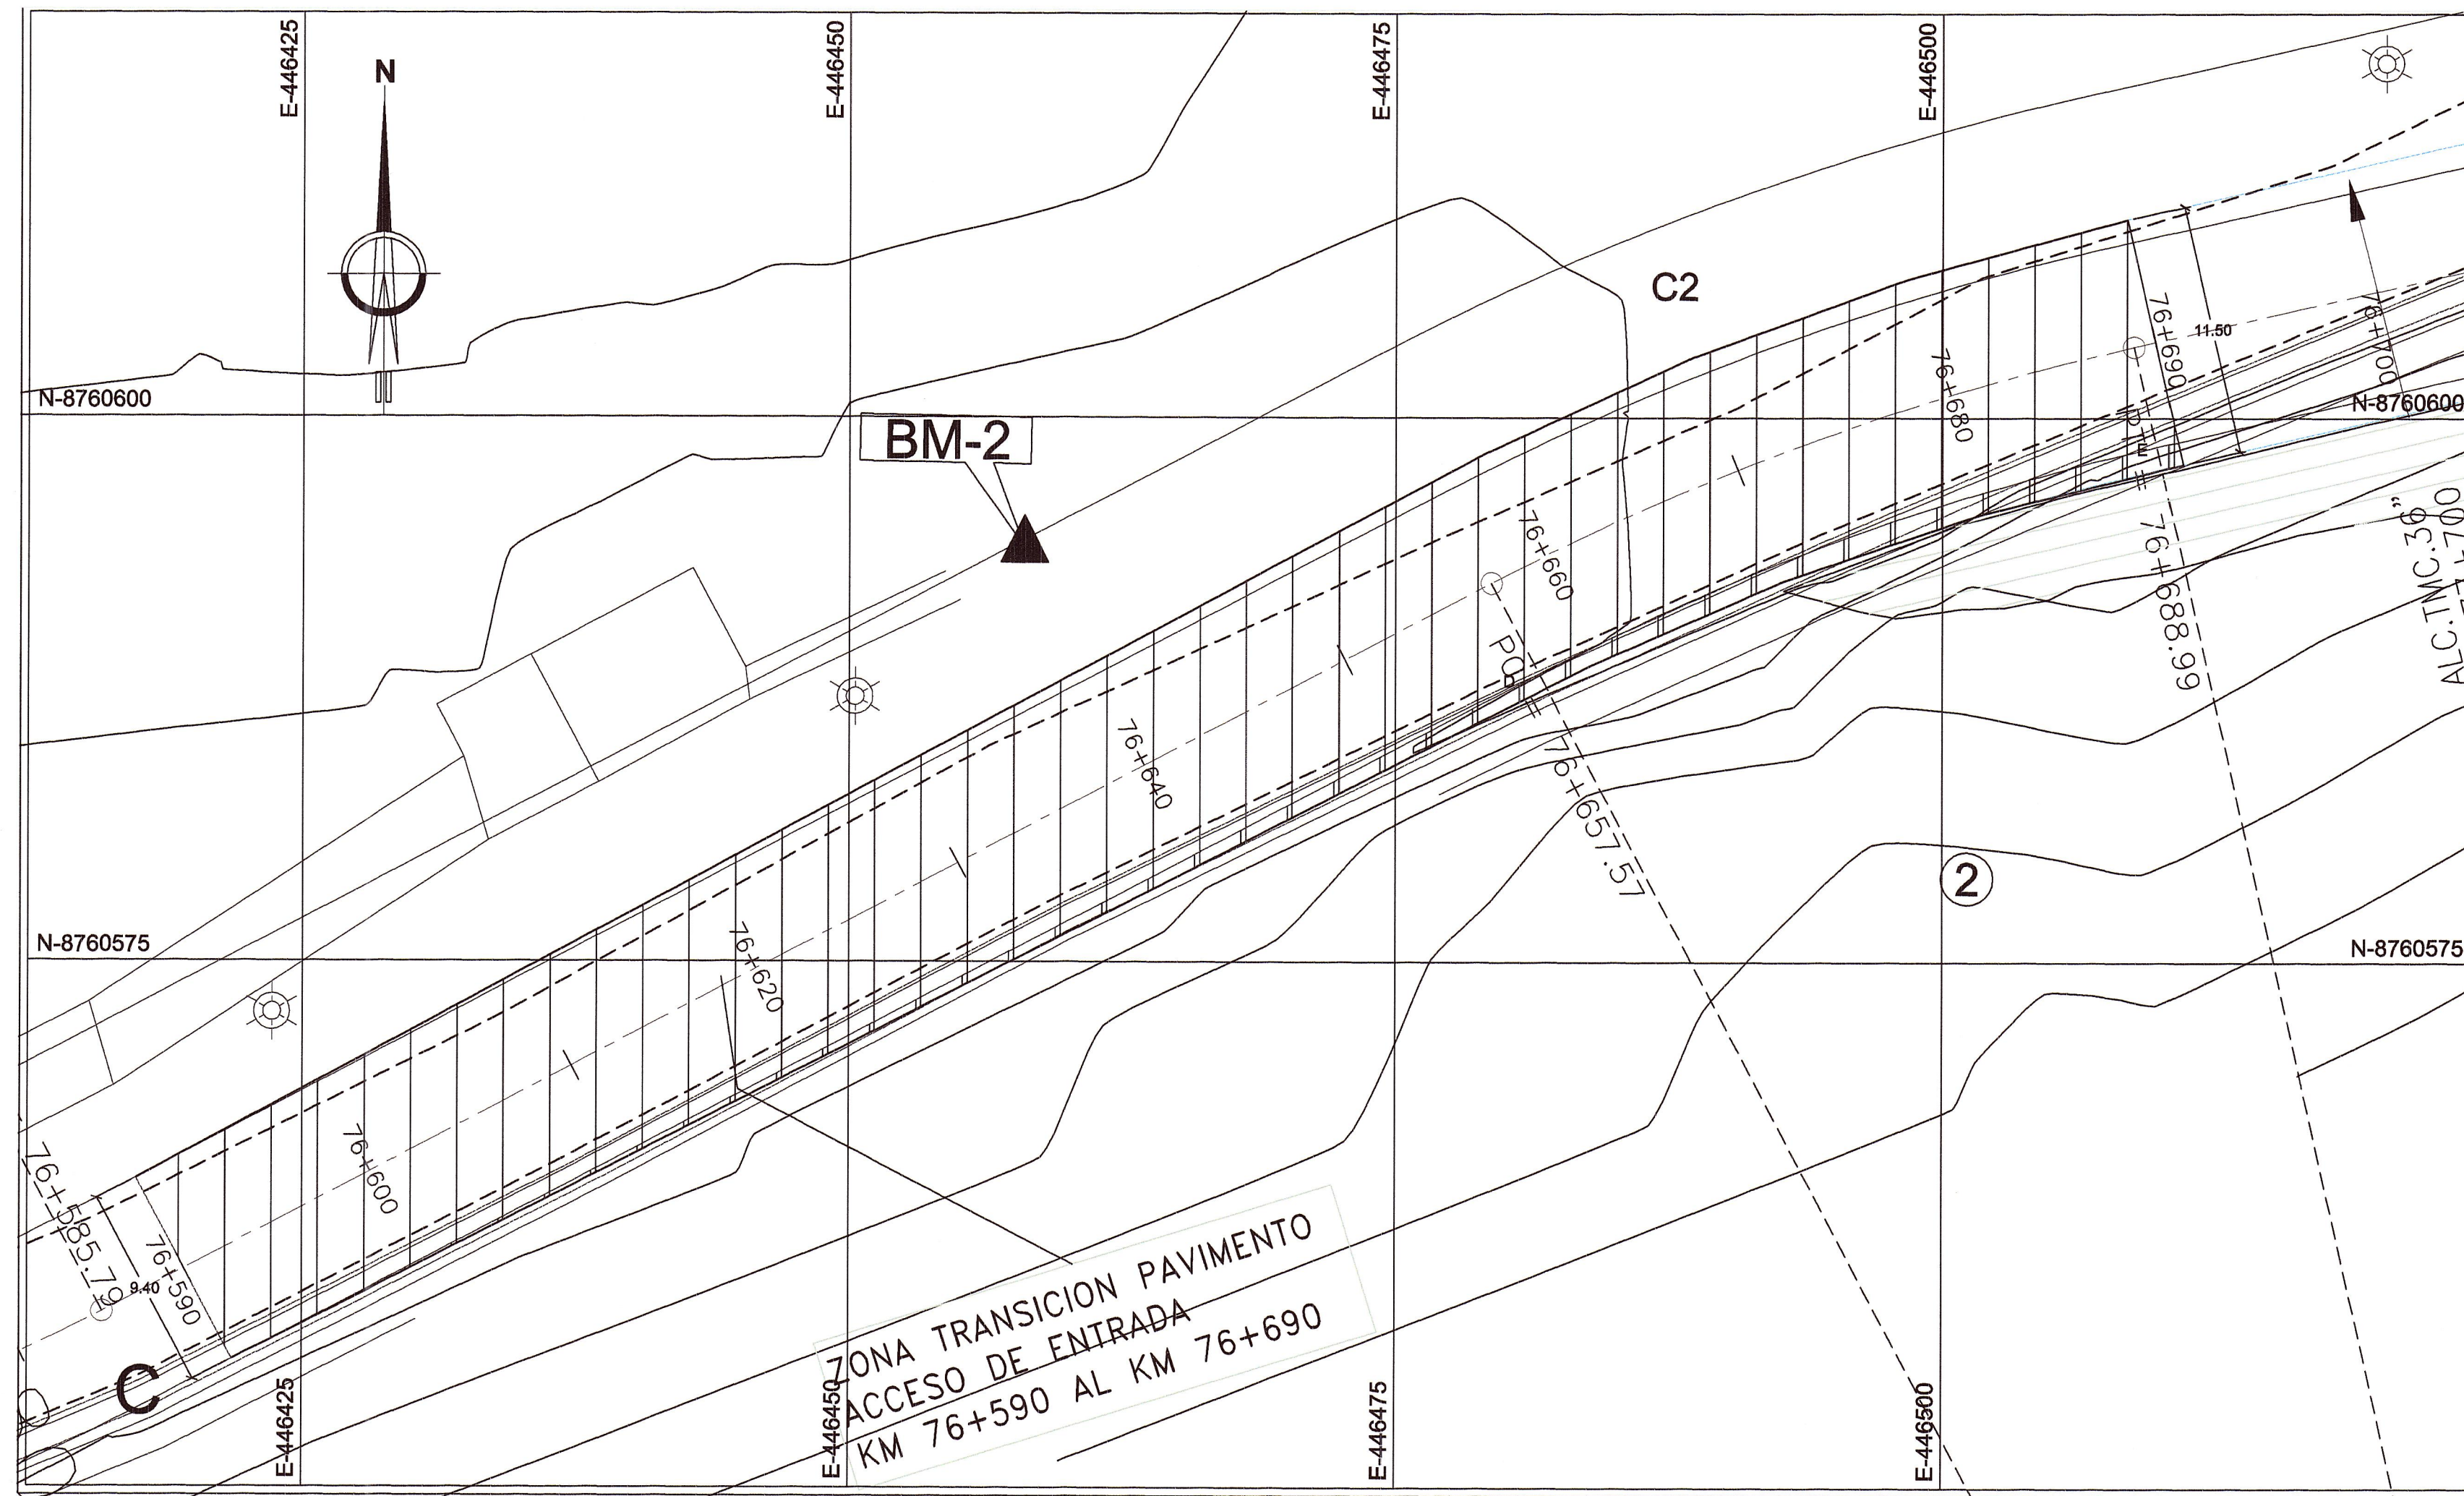 E-446425
E-446450
E-446475
E-446500
N
C2
76+690
11.50
76+700
N-8760600
N-8760600
BM-2
76+680
76+660
PC
76+689.99
ALC.TMC.36"
76+640
76+657.57
2
76+620
N-8760575
N-8760575
76+600
76+585.79
76+590
9.40
C
ZONA TRANSICION PAVIMENTO
ACCESO DE ENTRADA
KM 76+590 AL KM 76+690
E-446425
E-446450
E-446475
E-446500